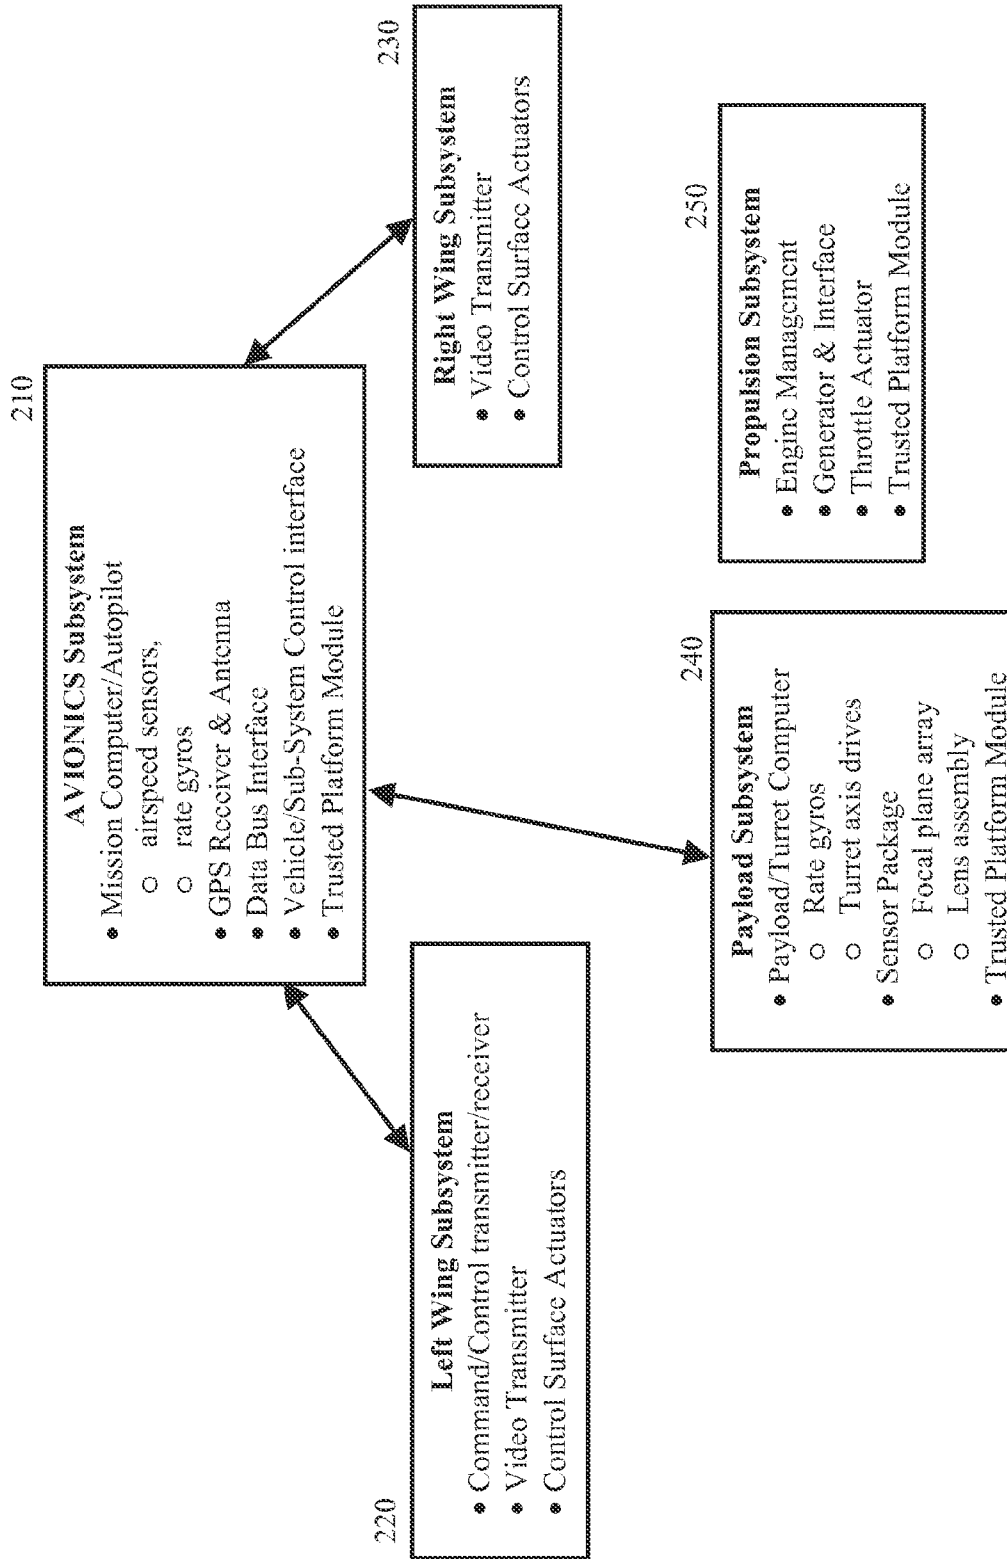 210
AVIONICS Subsystem
• Mission Computer/Autopilot
○ airspeed sensors,
○ rate gyros
• GPS Receiver & Antenna
• Data Bus Interface
• Vehicle/Sub-System Control interface
• Trusted Platform Module
220
Left Wing Subsystem
• Command/Control transmitter/receiver
• Video Transmitter
• Control Surface Actuators
230
Right Wing Subsystem
• Video Transmitter
• Control Surface Actuators
240
Payload Subsystem
• Payload/Turret Computer
○ Rate gyros
○ Turret axis drives
• Sensor Package
○ Focal plane array
○ Lens assembly
• Trusted Platform Module
250
Propulsion Subsystem
• Engine Management
• Generator & Interface
• Throttle Actuator
• Trusted Platform Module